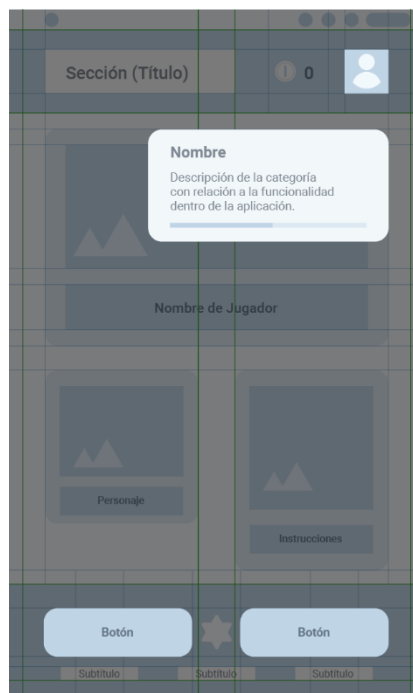 Sección (Título)
0
Nombre
Descripción de la categoría
con relación a la funcionalidad
dentro de la aplicación.
Nombre de Jugador
Personaje
Instrucciones
Botón
Botón
Subtítulo
Subtítulo
Subtítulo